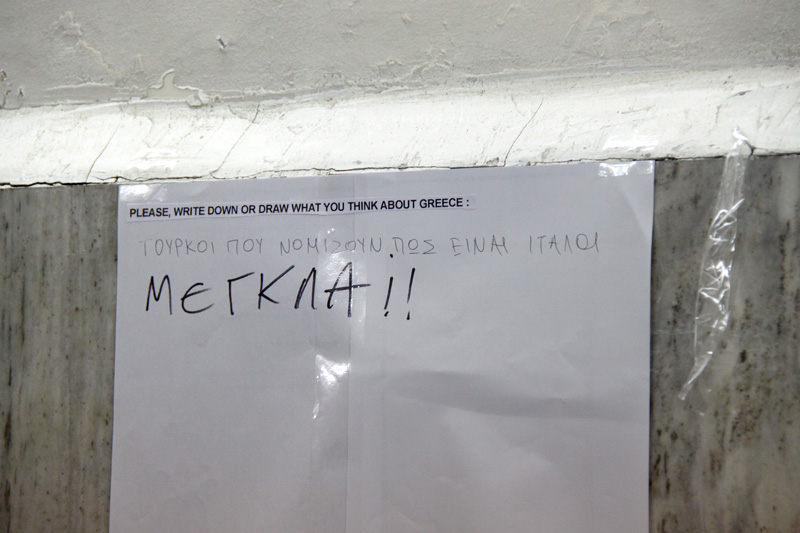 PLEASE, WRITE DOWN OR DRAW WHAT YOU THINK ABOUT GREECE :
ΤΟΥΡΚΟΙ ΠΟΥ ΝΟΜΙΖΟΥΝ ΠΩΣ ΕΙΝΑΙ ΙΤΑΛΟΙ
ΜΕΓΚΛΑ!!